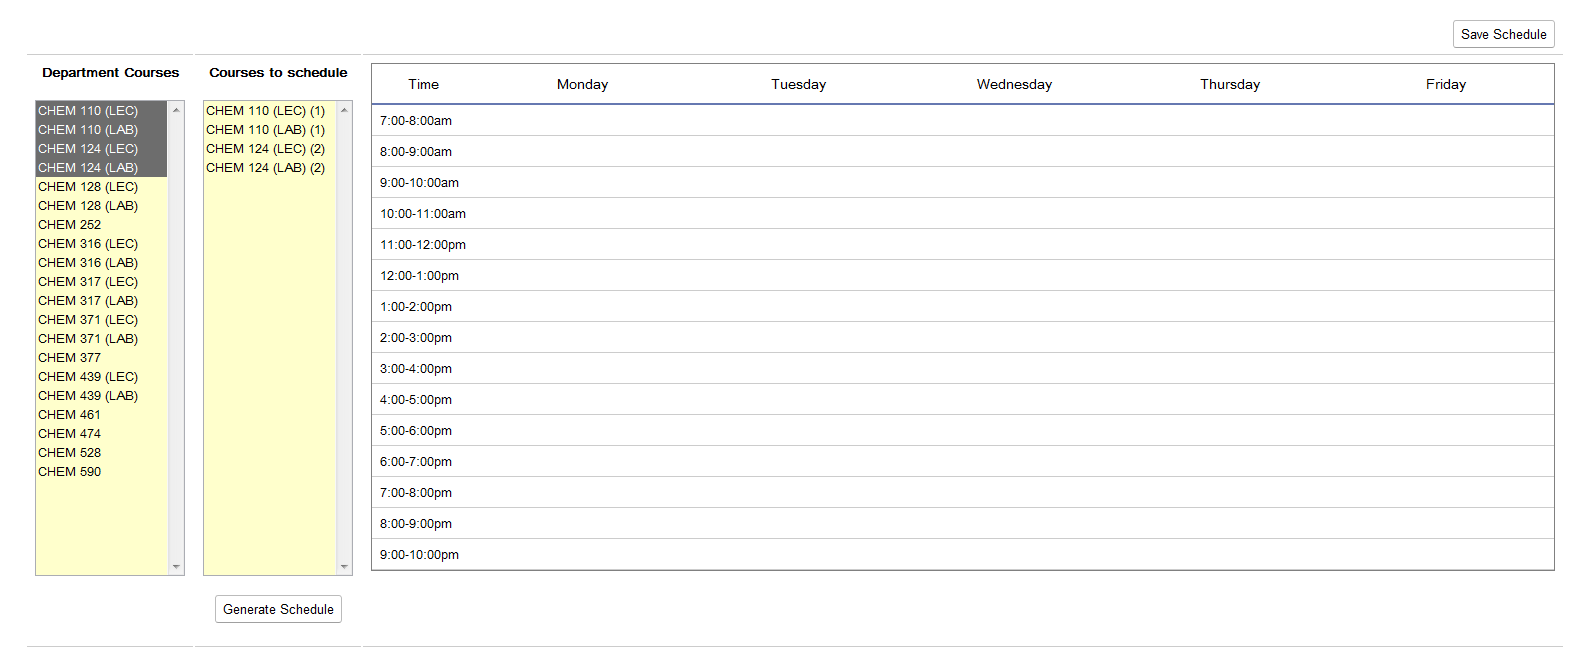 Save Schedule
Department Courses
CHEM 110 (LEC)
CHEM 110 (LAB)
CHEM 124 (LEC)
CHEM 124 (LAB)
CHEM 128 (LEC)
CHEM 128 (LAB)
CHEM 252
CHEM 316 (LEC)
CHEM 316 (LAB)
CHEM 317 (LEC)
CHEM 317 (LAB)
CHEM 371 (LEC)
CHEM 371 (LAB)
CHEM 377
CHEM 439 (LEC)
CHEM 439 (LAB)
CHEM 461
CHEM 474
CHEM 528
CHEM 590
Courses to schedule
CHEM 110 (LEC) (1)
CHEM 110 (LAB) (1)
CHEM 124 (LEC) (2)
CHEM 124 (LAB) (2)
Generate Schedule
Time Monday Tuesday Wednesday Thursday Friday
7:00-8:00am
8:00-9:00am
9:00-10:00am
10:00-11:00am
11:00-12:00pm
12:00-1:00pm
1:00-2:00pm
2:00-3:00pm
3:00-4:00pm
4:00-5:00pm
5:00-6:00pm
6:00-7:00pm
7:00-8:00pm
8:00-9:00pm
9:00-10:00pm